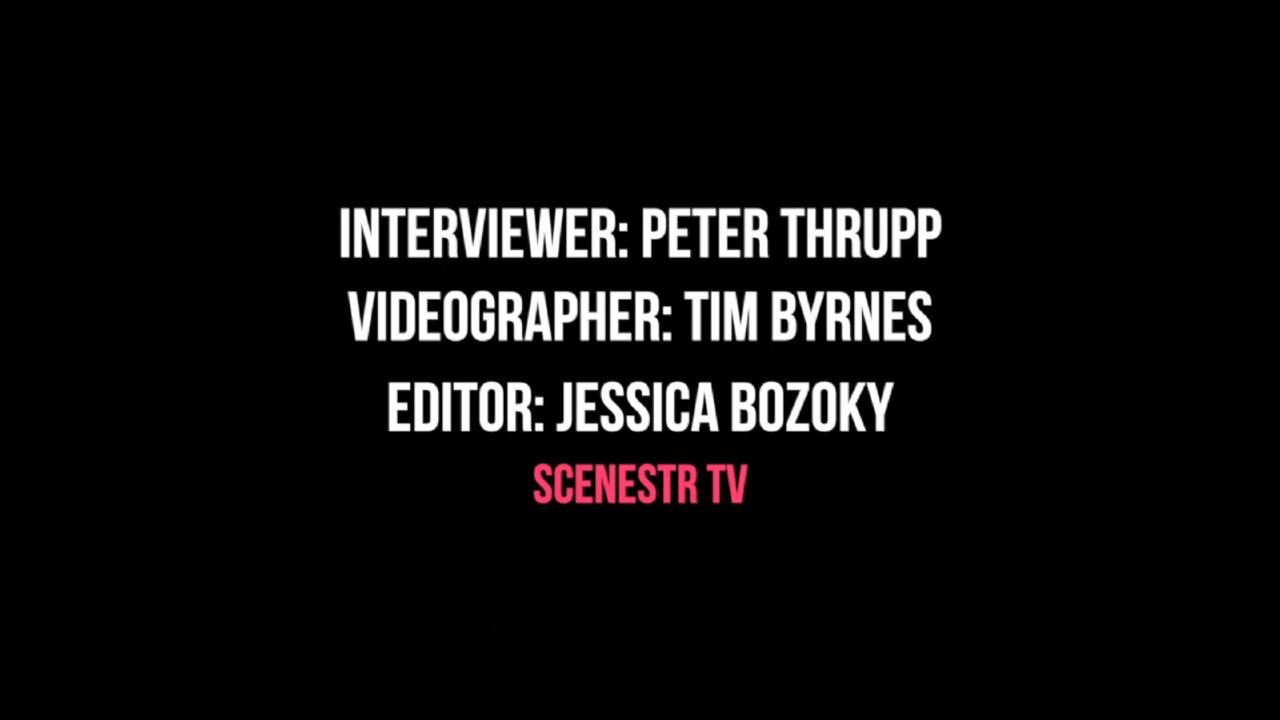 INTERVIEWER: PETER THRUPP
VIDEOGRAPHER: TIM BYRNES
EDITOR: JESSICA BOZOKY
SCENESTR TV